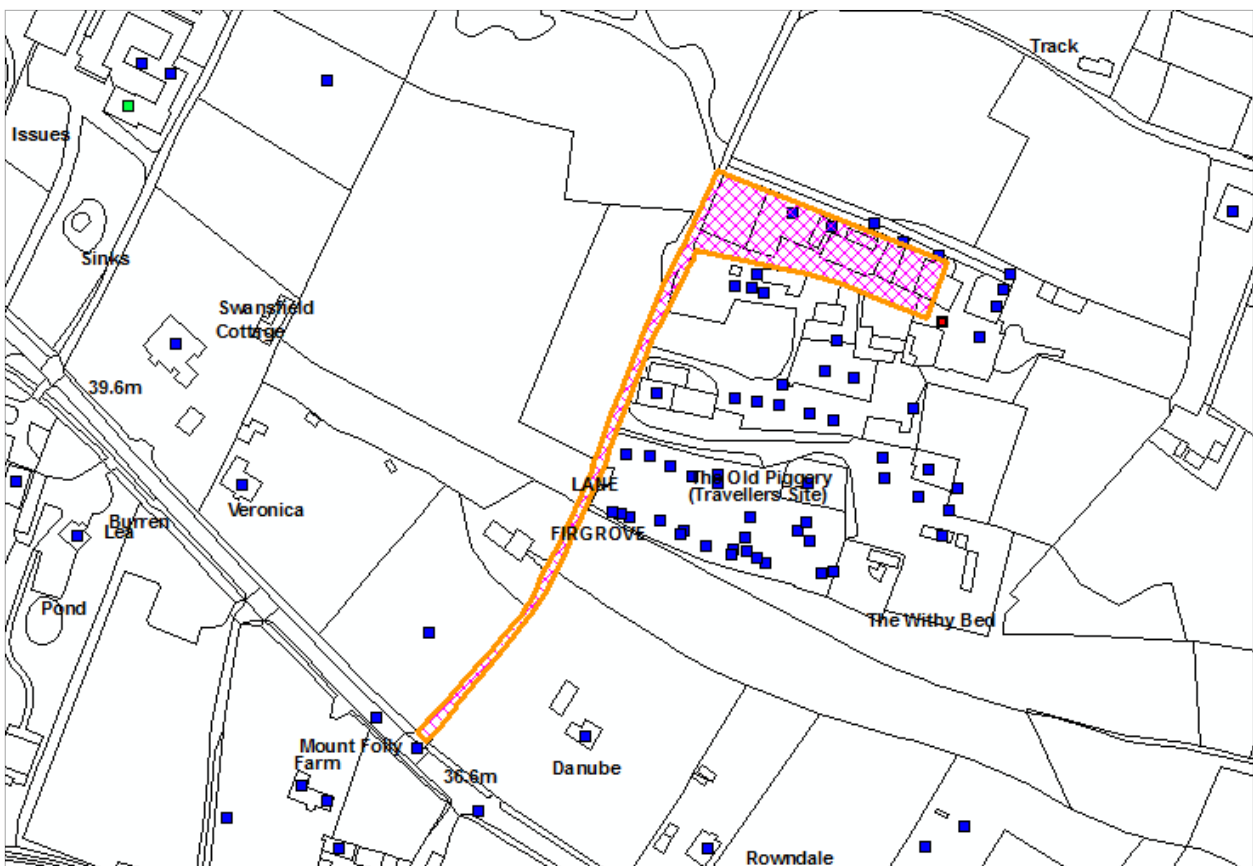 Track
Issues
Sinks
Swansfield
Cottage
39.6m
The Old Piggery
(Travellers Site)
LANE
Veronica
Burren
Lea
FIRGROVE
Pond
The Withy Bed
Mount Folly
Farm
36.6m
Danube
Rowndale